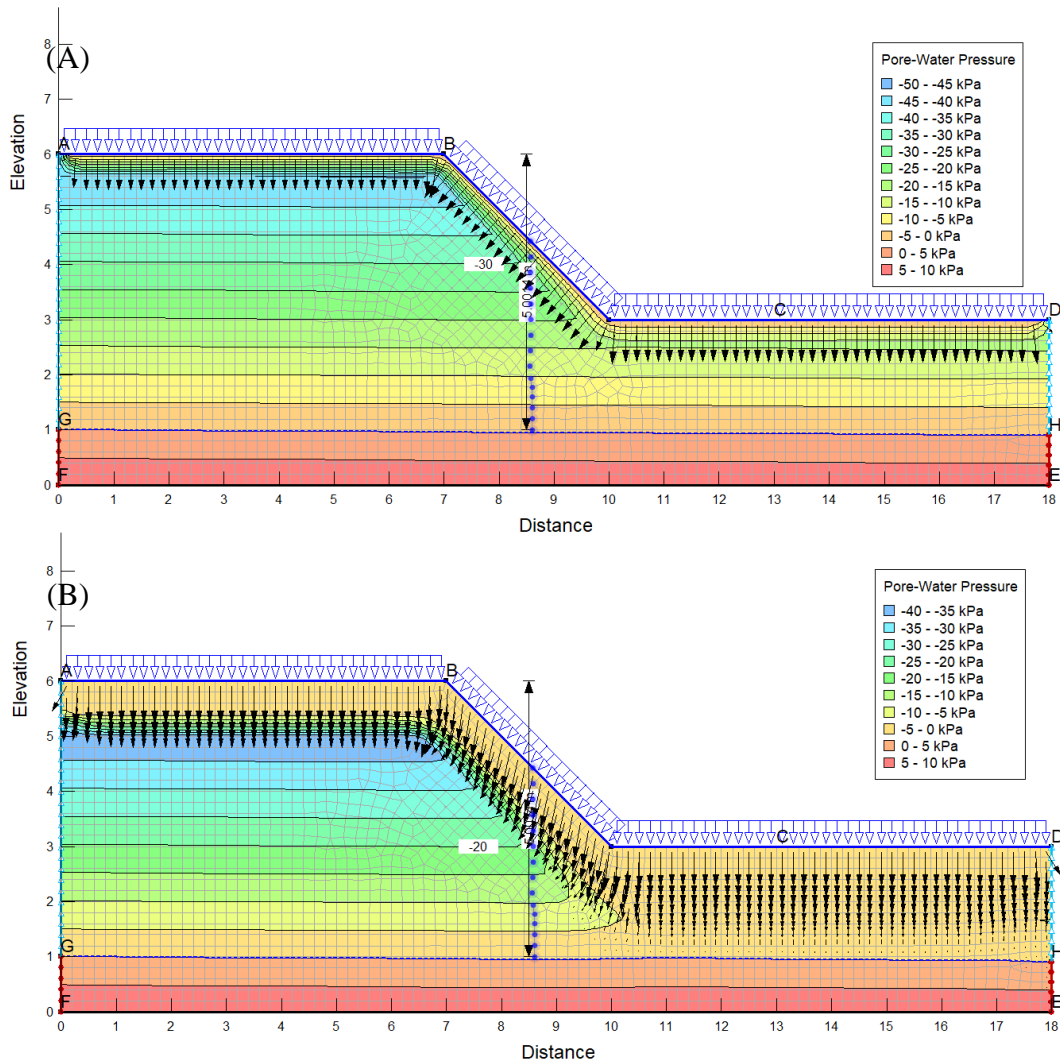 (A)
Elevation
8
7
6
5
4
3
2
1
0
A
B
C
D
G
H
F
E
-30
0 1 2 3 4 5 6 7 8 9 10 11 12 13 14 15 16 17 18
Distance
Pore-Water Pressure
-50 - -45 kPa
-45 - -40 kPa
-40 - -35 kPa
-35 - -30 kPa
-30 - -25 kPa
-25 - -20 kPa
-20 - -15 kPa
-15 - -10 kPa
-10 - -5 kPa
-5 - 0 kPa
0 - 5 kPa
5 - 10 kPa
(B)
Elevation
8
7
6
5
4
3
2
1
0
A
B
C
D
G
H
F
E
-20
0 1 2 3 4 5 6 7 8 9 10 11 12 13 14 15 16 17 18
Distance
Pore-Water Pressure
-40 - -35 kPa
-35 - -30 kPa
-30 - -25 kPa
-25 - -20 kPa
-20 - -15 kPa
-15 - -10 kPa
-10 - -5 kPa
-5 - 0 kPa
0 - 5 kPa
5 - 10 kPa